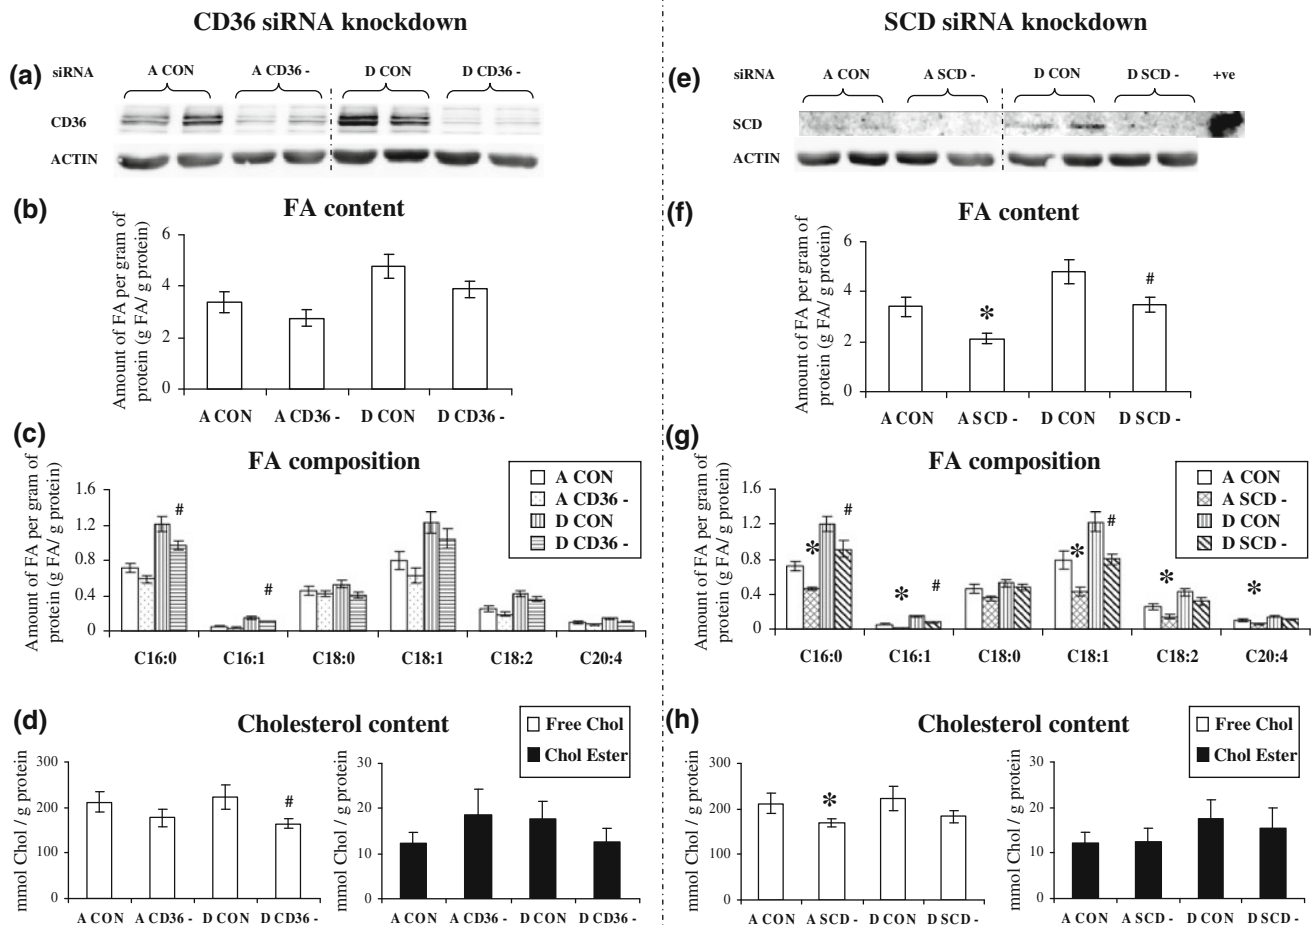 CD36 siRNA knockdown
(a) siRNA A CON A CD36 - D CON D CD36 -
CD36
ACTIN
(b) FA content
Amount of FA per gram of
protein (g FA/ g protein)
6
4
2
0
A CON A CD36 - D CON D CD36 -
(c) FA composition
Amount of FA per gram of
protein (g FA/ g protein)
1.6
1.2
0.8
0.4
0
# #
A CON
A CD36 -
D CON
D CD36 -
C16:0 C16:1 C18:0 C18:1 C18:2 C20:4
(d) Cholesterol content
Free Chol
Chol Ester
mmol Chol / g protein
300
200
100
0
#
A CON A CD36 - D CON D CD36 -
mmol Chol / g protein
30
20
10
0
A CON A CD36 - D CON D CD36 -
SCD siRNA knockdown
(e) siRNA A CON A SCD - D CON D SCD - +ve
SCD
ACTIN
(f) FA content
Amount of FA per gram of
protein (g FA/ g protein)
6
4
2
0
* #
A CON A SCD - D CON D SCD -
(g) FA composition
Amount of FA per gram of
protein (g FA/ g protein)
1.6
1.2
0.8
0.4
0
* # * # * # * *
A CON
A SCD -
D CON
D SCD -
C16:0 C16:1 C18:0 C18:1 C18:2 C20:4
(h) Cholesterol content
Free Chol
Chol Ester
mmol Chol / g protein
300
200
100
0
*
A CON A SCD - D CON D SCD -
mmol Chol / g protein
30
20
10
0
A CON A SCD - D CON D SCD -